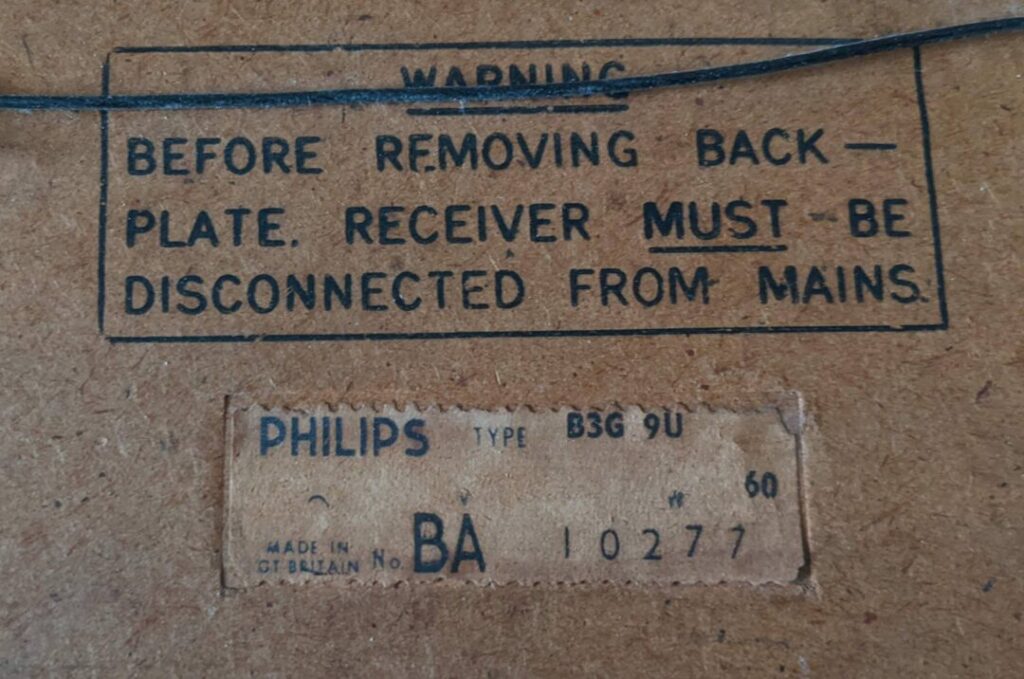 WARNING
BEFORE REMOVING BACK —
PLATE. RECEIVER MUST BE
DISCONNECTED FROM MAINS.
PHILIPS TYPE B3G 9U
60
MADE IN
GT BRITAIN No. BA 10277